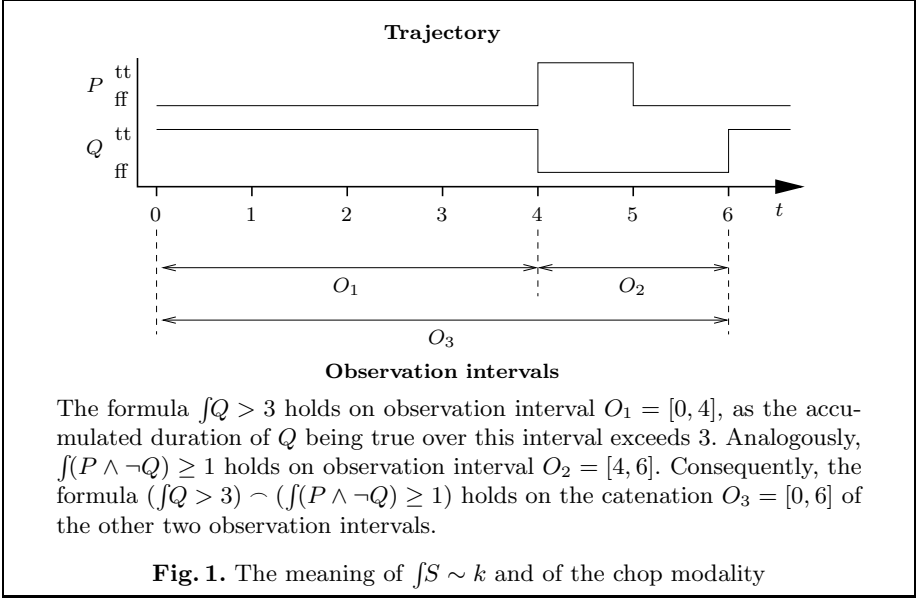 Trajectory
tt
P
ff
tt
Q
ff
0 1 2 3 4 5 6 t
O₁ O₂
O₃
Observation intervals
The formula ∫Q > 3 holds on observation interval O₁ = [0, 4], as the accu-
mulated duration of Q being true over this interval exceeds 3. Analogously,
∫(P ∧ ¬Q) ≥ 1 holds on observation interval O₂ = [4, 6]. Consequently, the
formula (∫Q > 3) ⌢ (∫(P ∧ ¬Q) ≥ 1) holds on the catenation O₃ = [0, 6] of
the other two observation intervals.
Fig. 1. The meaning of ∫S ∼ k and of the chop modality